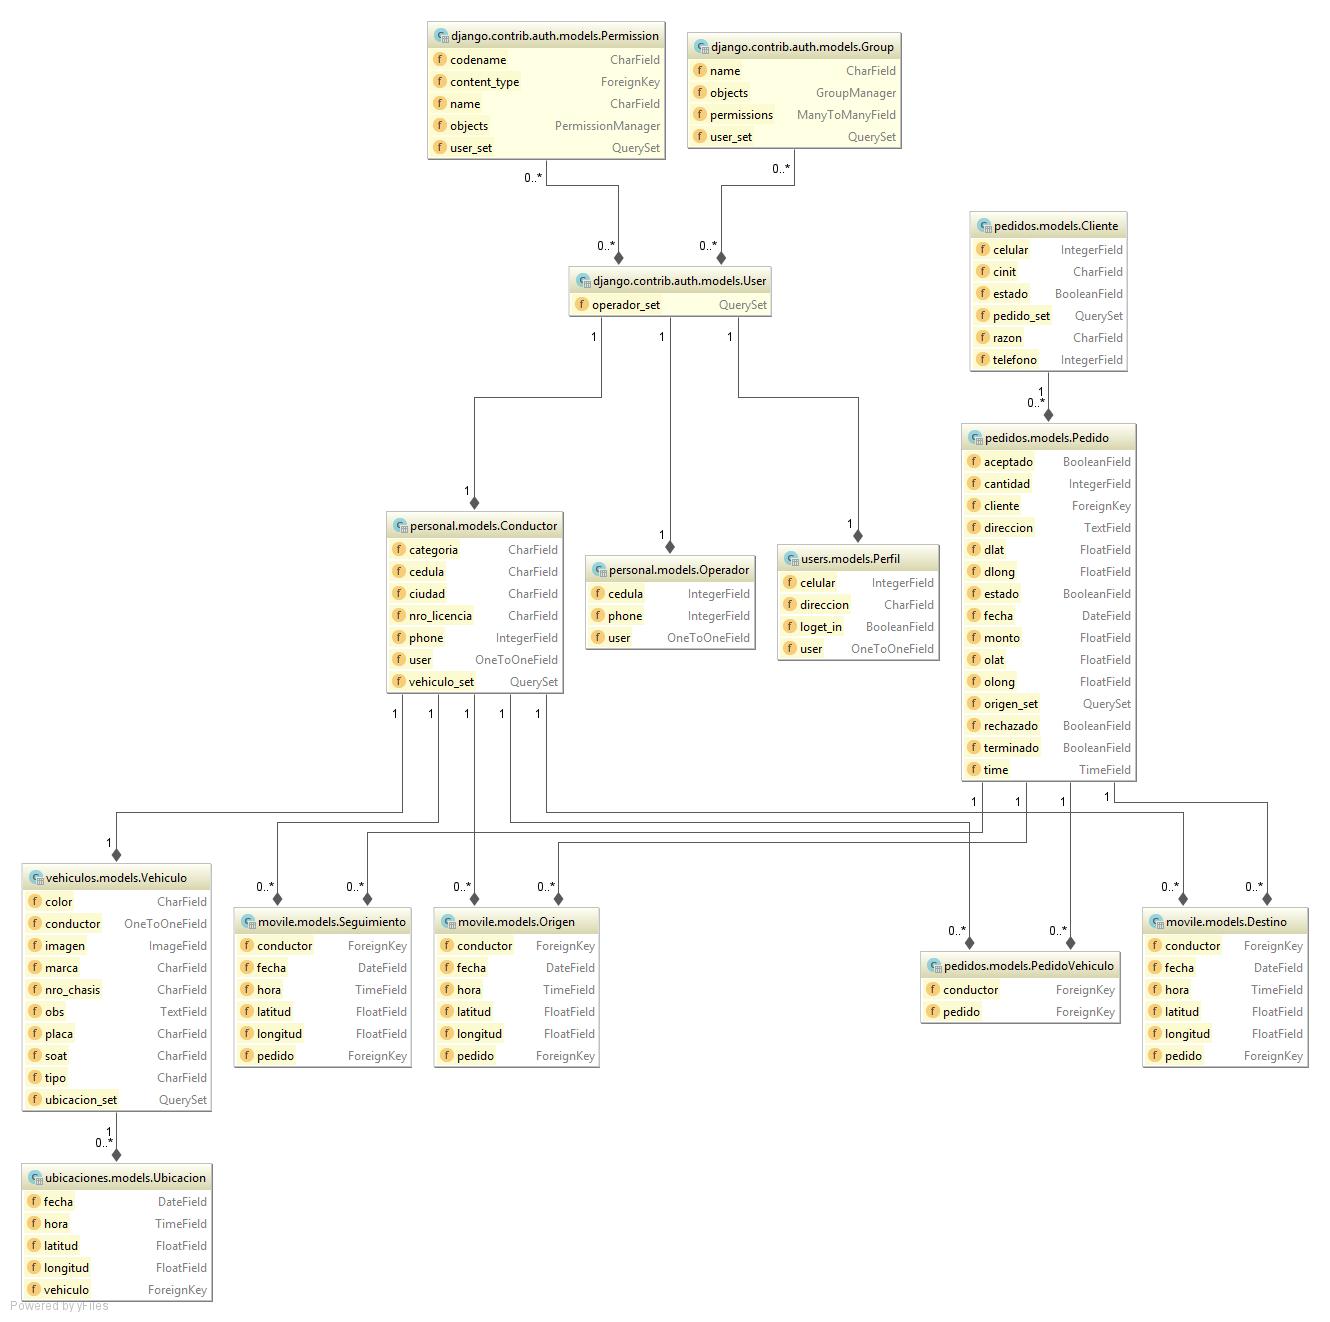 django.contrib.auth.models.Permission
codename CharField
content_type ForeignKey
name CharField
objects PermissionManager
user_set QuerySet
0..*
django.contrib.auth.models.Group
name CharField
objects GroupManager
permissions ManyToManyField
user_set QuerySet
0..*
0..*
0..*
django.contrib.auth.models.User
operador_set QuerySet
1
1
1
pedidos.models.Cliente
celular IntegerField
cinit CharField
estado BooleanField
pedido_set QuerySet
razon CharField
telefono IntegerField
1
0..*
pedidos.models.Pedido
aceptado BooleanField
cantidad IntegerField
cliente ForeignKey
direccion TextField
dlat FloatField
dlong FloatField
estado BooleanField
fecha DateField
monto FloatField
olat FloatField
olong FloatField
origen_set QuerySet
rechazado BooleanField
terminado BooleanField
time TimeField
1
1
1
1
1
personal.models.Conductor
categoria CharField
cedula CharField
ciudad CharField
nro_licencia CharField
phone IntegerField
user OneToOneField
vehiculo_set QuerySet
1
1
1
1
1
1
personal.models.Operador
cedula IntegerField
phone IntegerField
user OneToOneField
1
users.models.Perfil
celular IntegerField
direccion CharField
loget_in BooleanField
user OneToOneField
1
vehiculos.models.Vehiculo
color CharField
conductor OneToOneField
imagen ImageField
marca CharField
nro_chasis CharField
obs TextField
placa CharField
soat CharField
tipo CharField
ubicacion_set QuerySet
1
0..*
0..*
0..*
movile.models.Seguimiento
conductor ForeignKey
fecha DateField
hora TimeField
latitud FloatField
longitud FloatField
pedido ForeignKey
0..*
0..*
movile.models.Origen
conductor ForeignKey
fecha DateField
hora TimeField
latitud FloatField
longitud FloatField
pedido ForeignKey
0..*
0..*
pedidos.models.PedidoVehiculo
conductor ForeignKey
pedido ForeignKey
0..*
0..*
movile.models.Destino
conductor ForeignKey
fecha DateField
hora TimeField
latitud FloatField
longitud FloatField
pedido ForeignKey
ubicaciones.models.Ubicacion
fecha DateField
hora TimeField
latitud FloatField
longitud FloatField
vehiculo ForeignKey
Powered by yFiles